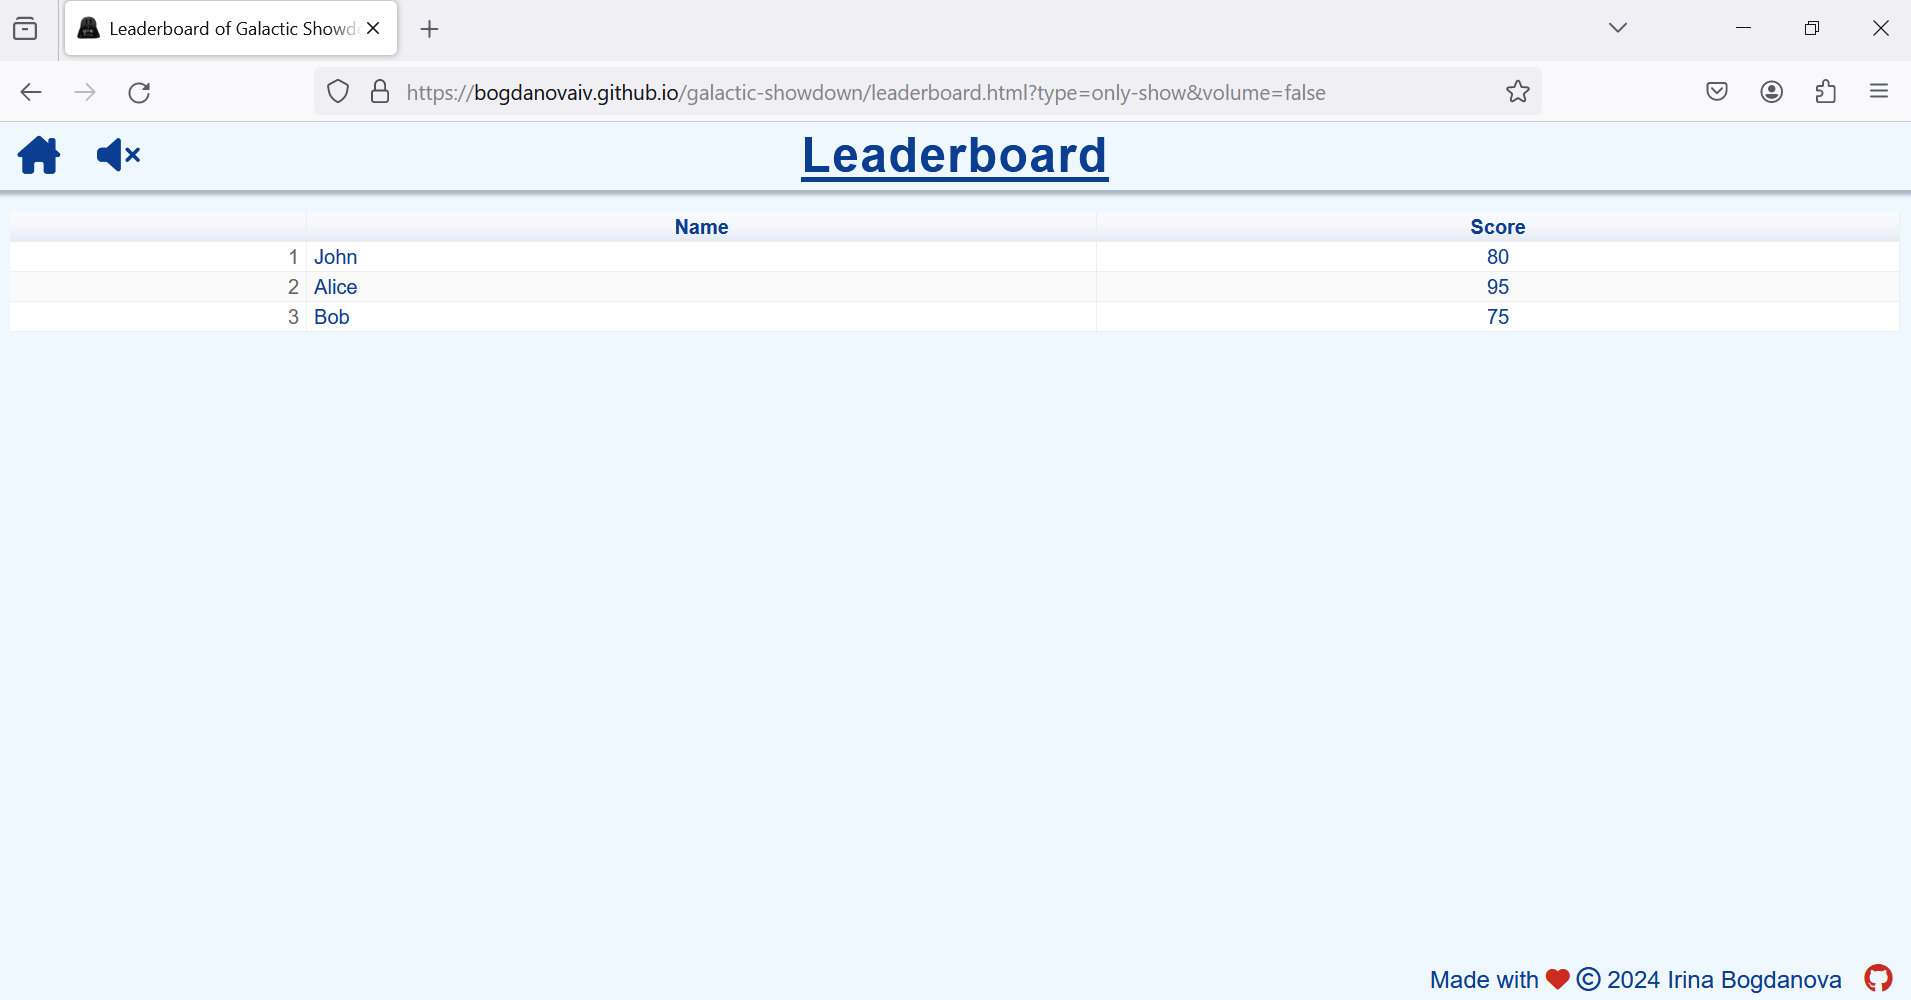 Leaderboard of Galactic Showd
https://bogdanovaiv.github.io/galactic-showdown/leaderboard.html?type=only-show&volume=false
Leaderboard
Name Score
1 John 80
2 Alice 95
3 Bob 75
Made with ❤ © 2024 Irina Bogdanova